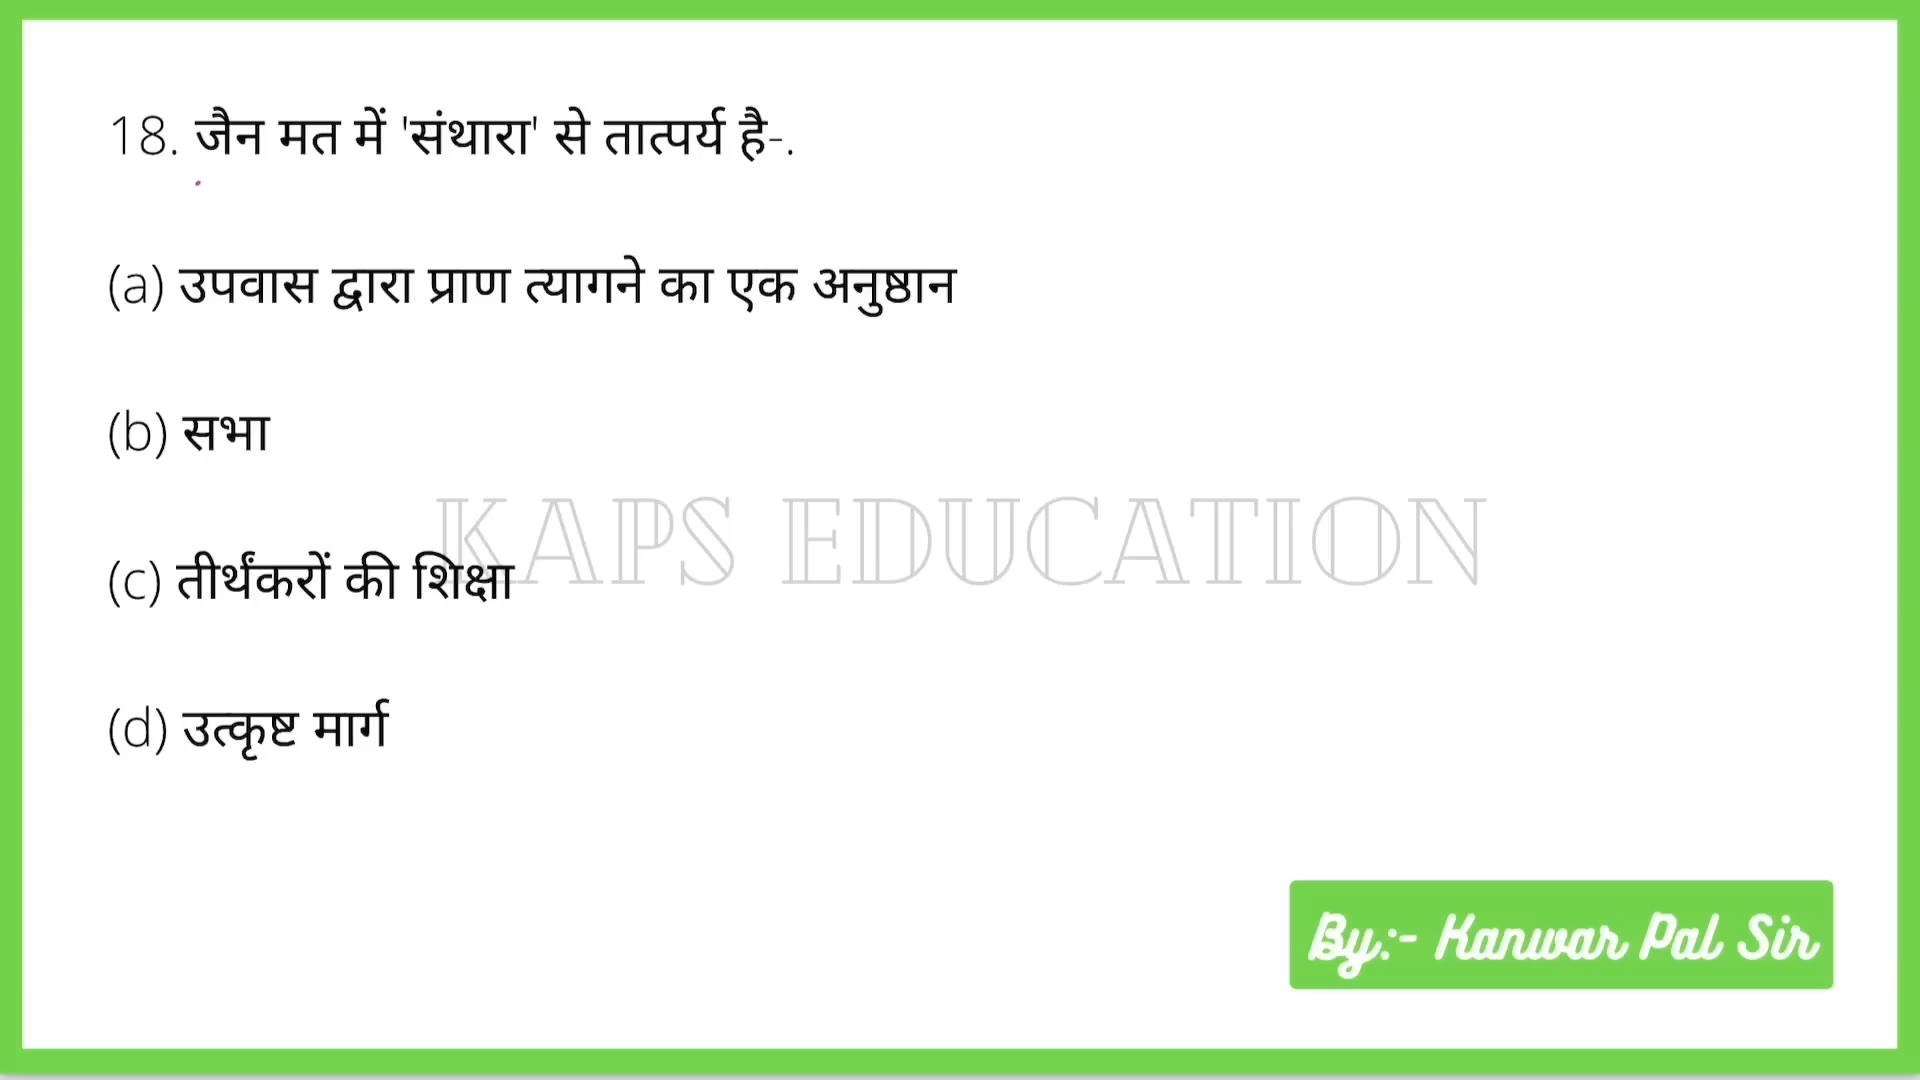 18. जैन मत में 'संथारा' से तात्पर्य है-.
(a) उपवास द्वारा प्राण त्यागने का एक अनुष्ठान
(b) सभा
KAPS EDUCATION
(c) तीर्थंकरों की शिक्षा
(d) उत्कृष्ट मार्ग
By:- Kanwar Pal Sir